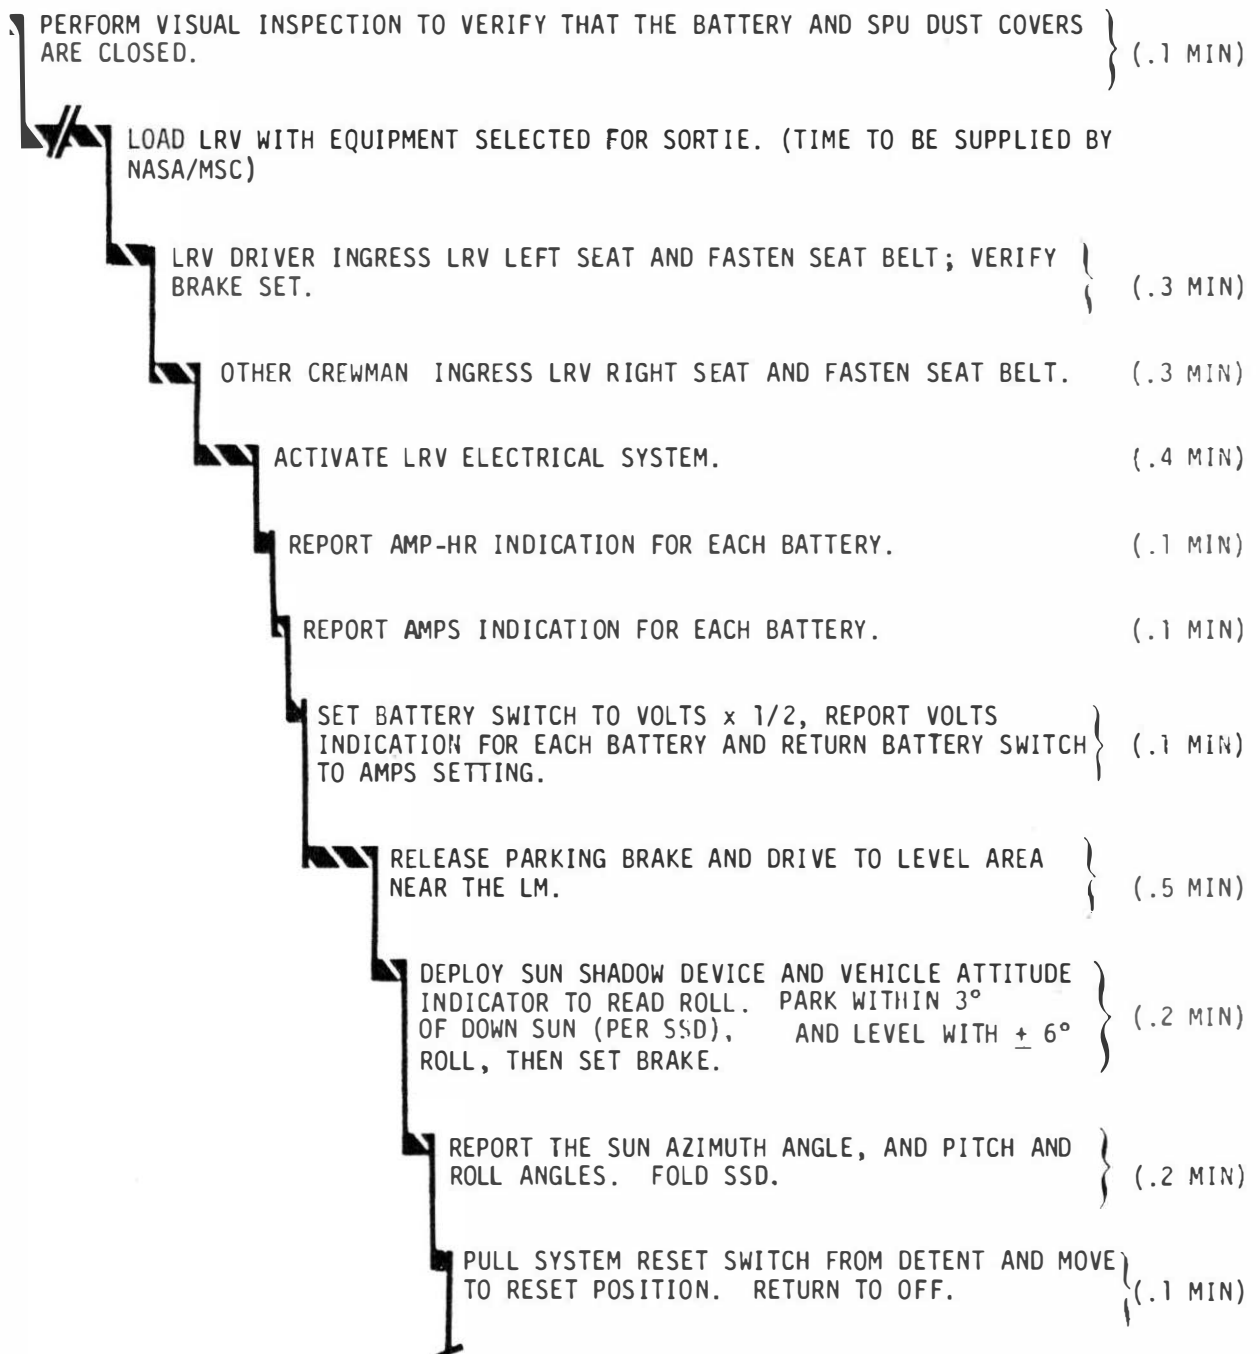 PERFORM VISUAL INSPECTION TO VERIFY THAT THE BATTERY AND SPU DUST COVERS
ARE CLOSED.
(.1 MIN)
LOAD LRV WITH EQUIPMENT SELECTED FOR SORTIE. (TIME TO BE SUPPLIED BY
NASA/MSC)
LRV DRIVER INGRESS LRV LEFT SEAT AND FASTEN SEAT BELT; VERIFY
BRAKE SET.
(.3 MIN)
OTHER CREWMAN INGRESS LRV RIGHT SEAT AND FASTEN SEAT BELT.
(.3 MIN)
ACTIVATE LRV ELECTRICAL SYSTEM.
(.4 MIN)
REPORT AMP-HR INDICATION FOR EACH BATTERY.
(.1 MIN)
REPORT AMPS INDICATION FOR EACH BATTERY.
(.1 MIN)
SET BATTERY SWITCH TO VOLTS x 1/2, REPORT VOLTS
INDICATION FOR EACH BATTERY AND RETURN BATTERY SWITCH
TO AMPS SETTING.
(.1 MIN)
RELEASE PARKING BRAKE AND DRIVE TO LEVEL AREA
NEAR THE LM.
(.5 MIN)
DEPLOY SUN SHADOW DEVICE AND VEHICLE ATTITUDE
INDICATOR TO READ ROLL. PARK WITHIN 3°
OF DOWN SUN (PER SSD), AND LEVEL WITH ± 6°
ROLL, THEN SET BRAKE.
(.2 MIN)
REPORT THE SUN AZIMUTH ANGLE, AND PITCH AND
ROLL ANGLES. FOLD SSD.
(.2 MIN)
PULL SYSTEM RESET SWITCH FROM DETENT AND MOVE
TO RESET POSITION. RETURN TO OFF.
(.1 MIN)